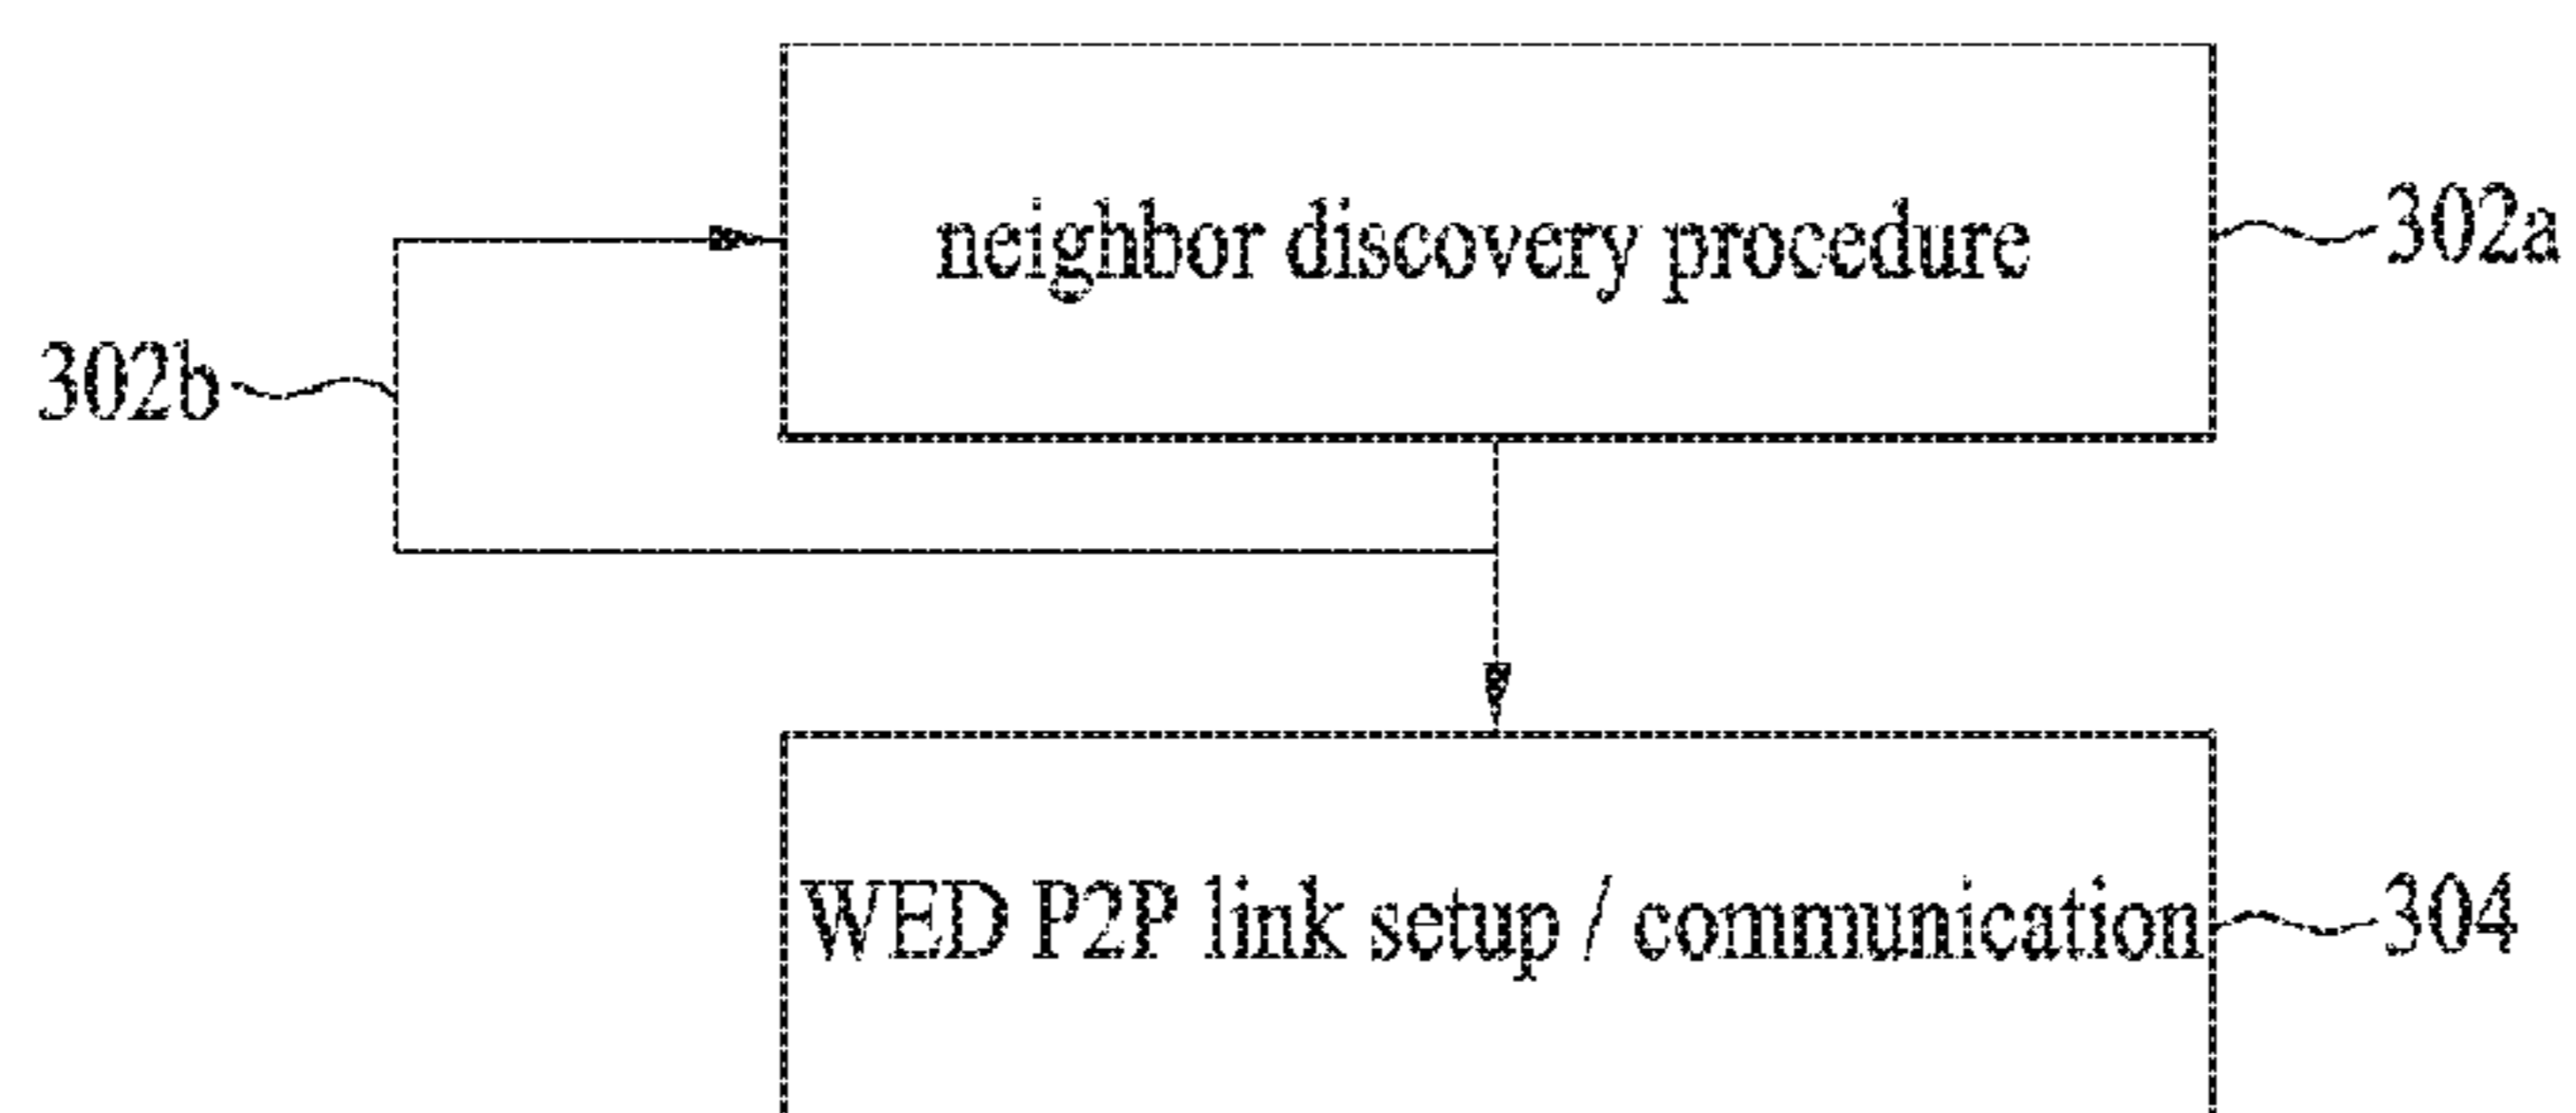 neighbor discovery procedure
302a
302b
WED P2P link setup / communication
304